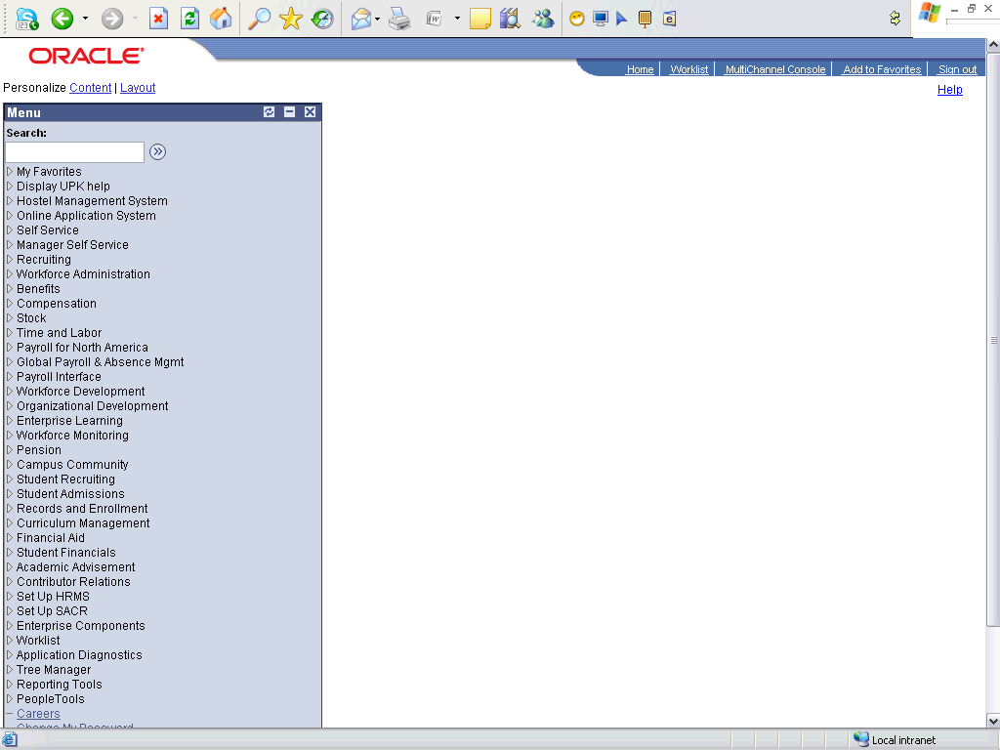 ORACLE
Home Worklist MultiChannel Console Add to Favorites Sign out
Personalize Content | Layout
Help
Menu
Search:
My Favorites
Display UPK help
Hostel Management System
Online Application System
Self Service
Manager Self Service
Recruiting
Workforce Administration
Benefits
Compensation
Stock
Time and Labor
Payroll for North America
Global Payroll & Absence Mgmt
Payroll Interface
Workforce Development
Organizational Development
Enterprise Learning
Workforce Monitoring
Pension
Campus Community
Student Recruiting
Student Admissions
Records and Enrollment
Curriculum Management
Financial Aid
Student Financials
Academic Advisement
Contributor Relations
Set Up HRMS
Set Up SACR
Enterprise Components
Worklist
Application Diagnostics
Tree Manager
Reporting Tools
PeopleTools
Careers
Change My Password
Local intranet